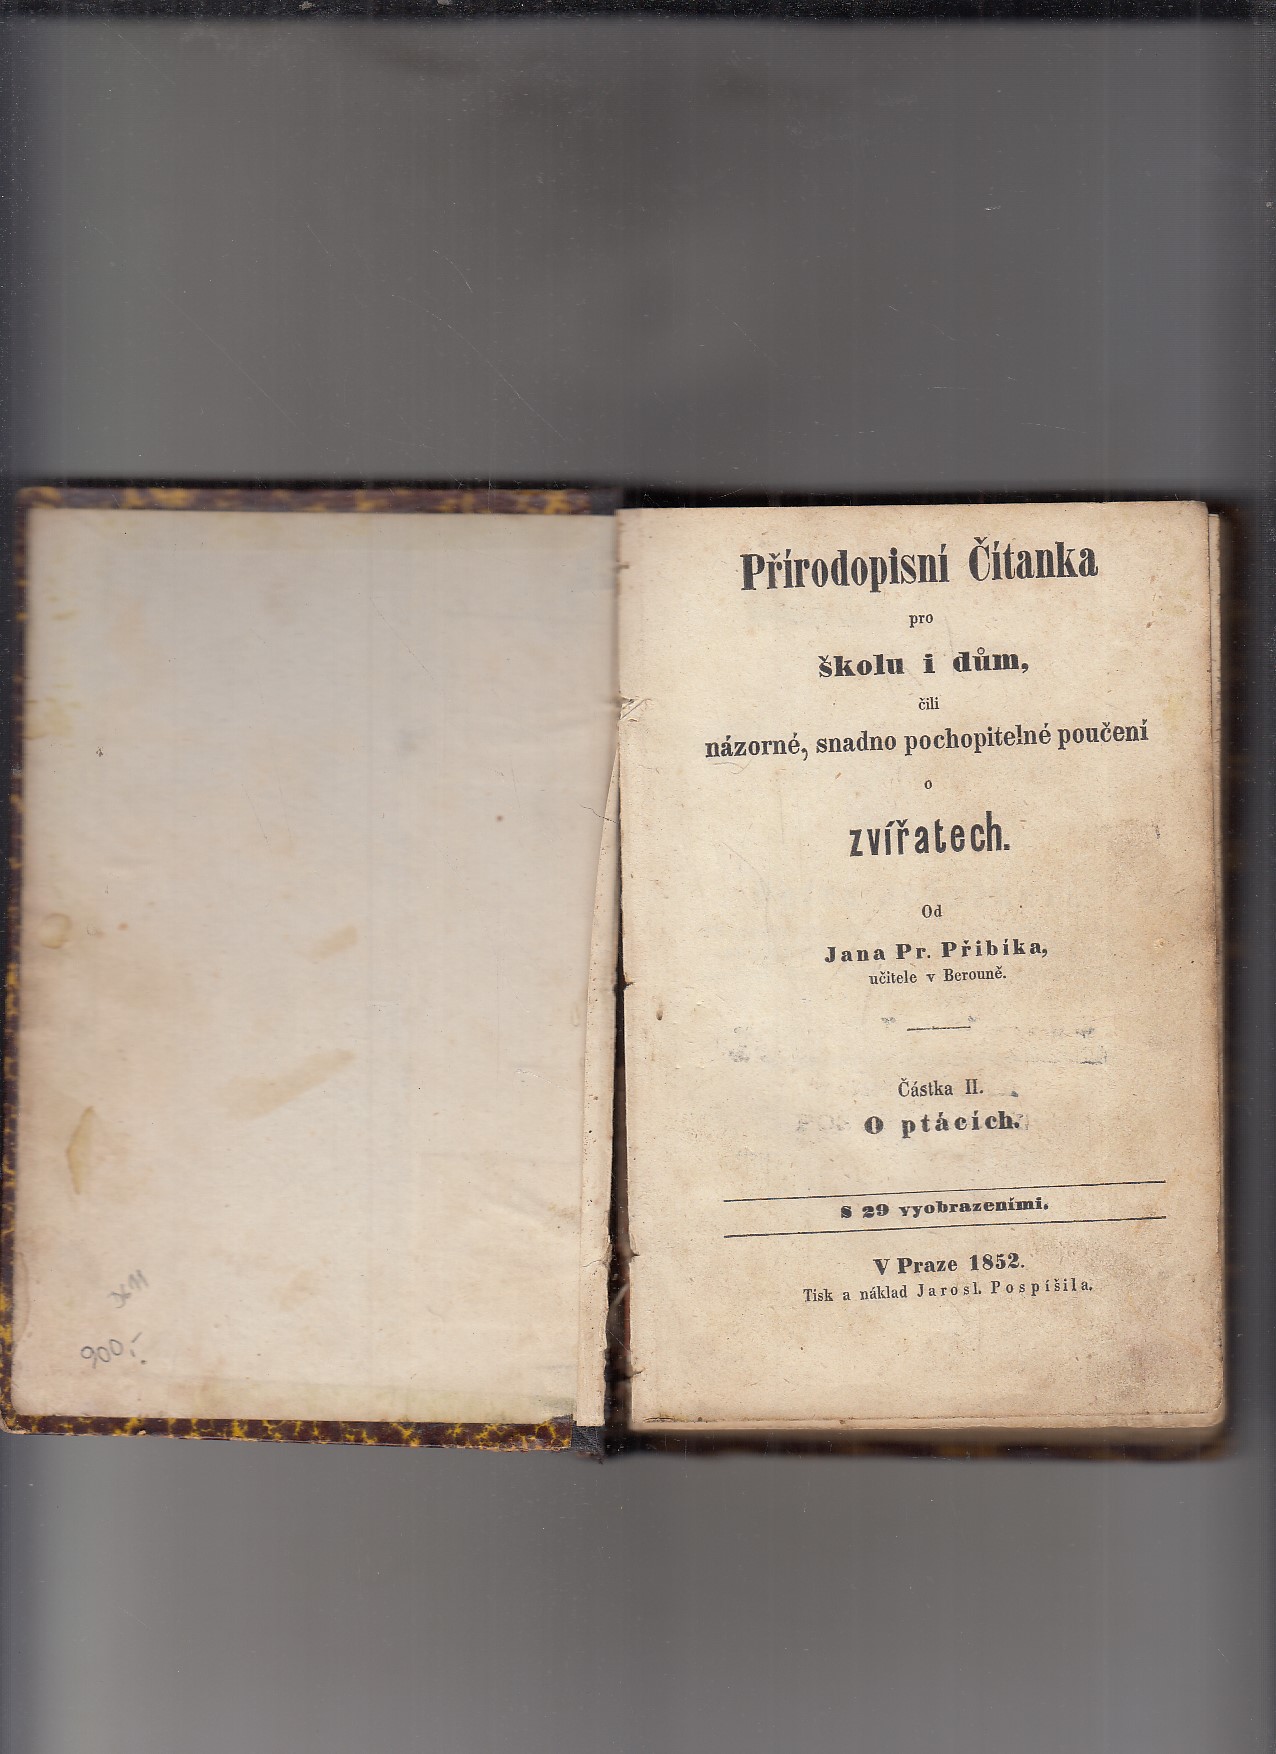 Přírodopisní Čítanka
pro
školu i dům,
čili
názorné, snadno pochopitelné poučení
o
zvířatech.
Od
Jana Pr. Přibíka,
učitele v Berouně.
Částka II.
O ptácích.
S 29 vyobrazeními.
V Praze 1852.
Tisk a náklad Jarosl. Pospíšila.
900,-